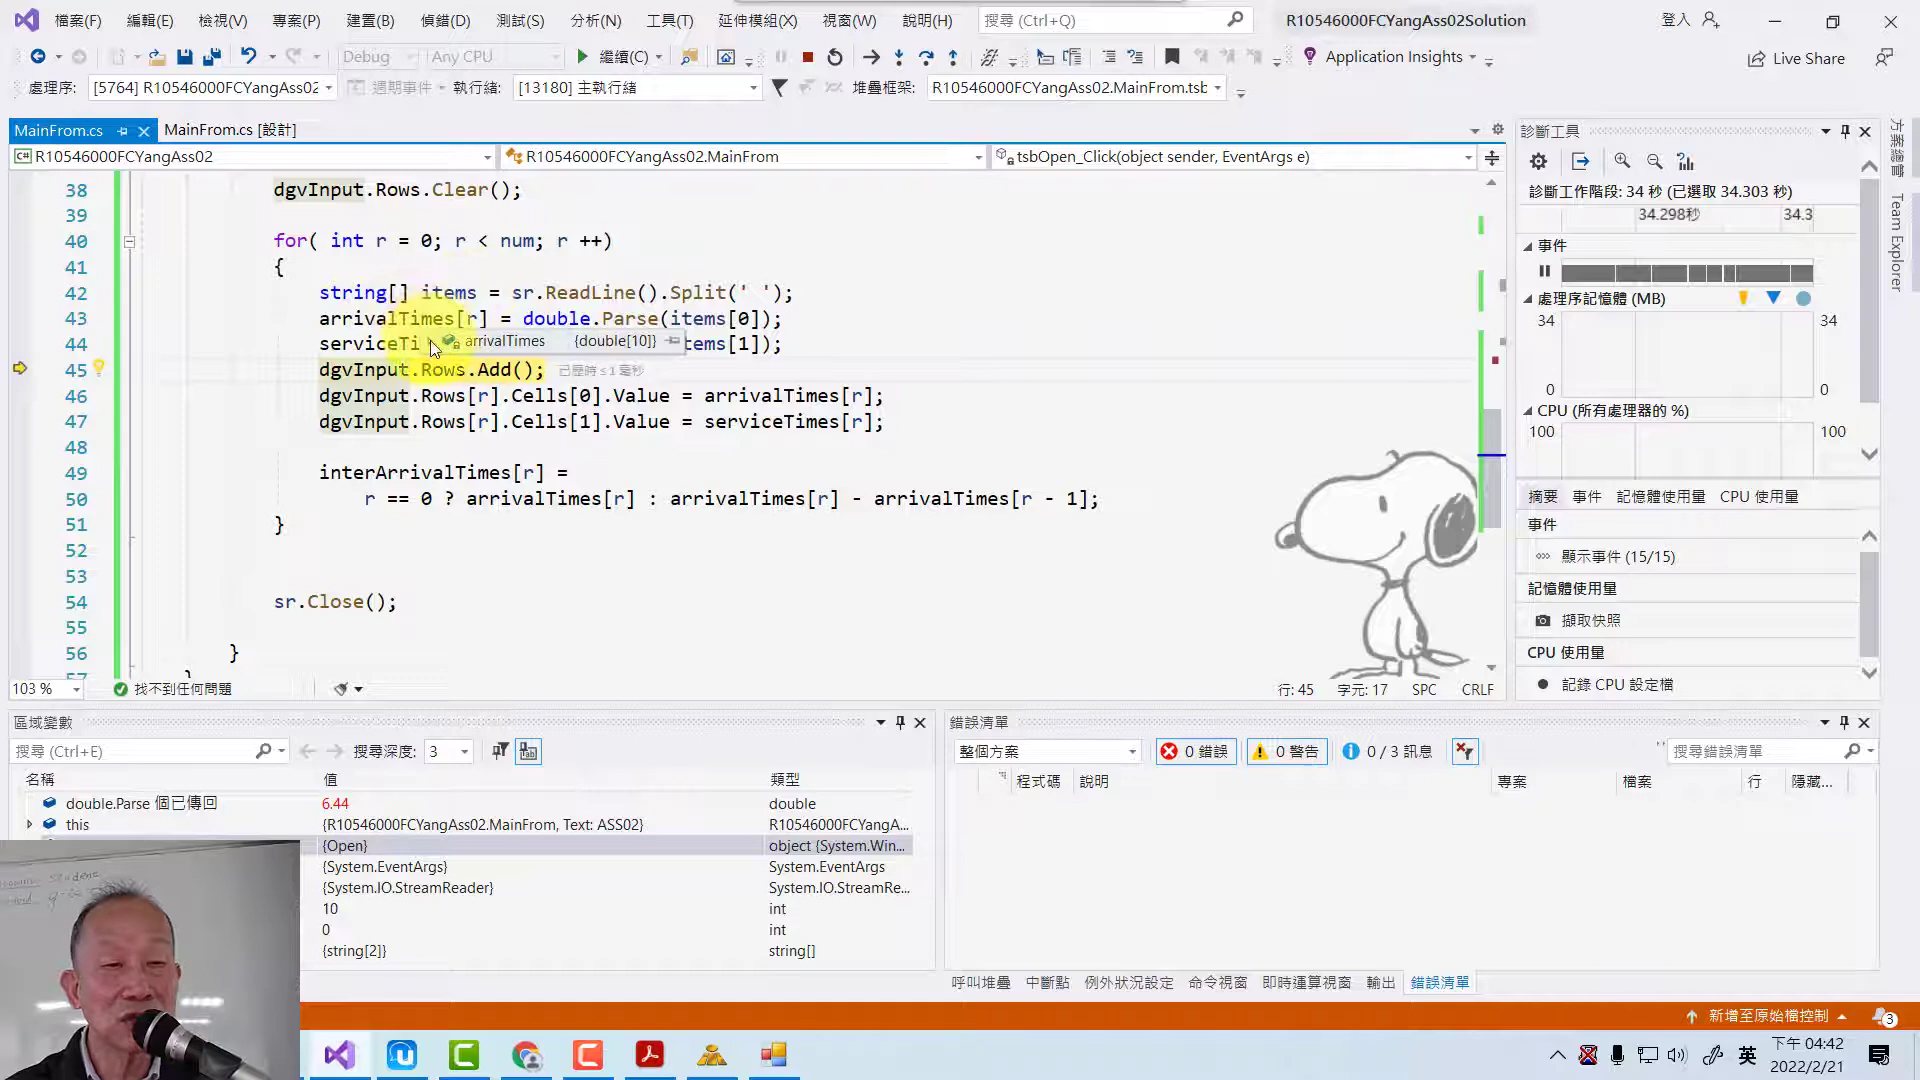 檔案(F) 編輯(E) 檢視(V) 專案(P) 建置(B) 偵錯(D) 測試(S) 分析(N) 工具(T) 延伸模組(X) 視窗(W) 說明(H) 搜尋 (Ctrl+Q) R10546000FCYangAss02Solution 登入
Debug Any CPU 繼續(C) Application Insights Live Share
處理序: [5764] R10546000FCYangAss02 週期事件 執行緒: [13180] 主執行緒 堆疊框架: R10546000FCYangAss02.MainFrom.tsb
MainFrom.cs MainFrom.cs [設計]
R10546000FCYangAss02 R10546000FCYangAss02.MainFrom tsbOpen_Click(object sender, EventArgs e)
38 dgvInput.Rows.Clear();
39
40 for( int r = 0; r < num; r ++)
41 {
42 string[] items = sr.ReadLine().Split(' ');
43 arrivalTimes[r] = double.Parse(items[0]);
44 serviceTi arrivalTimes {double[10]} tems[1]);
45 dgvInput.Rows.Add(); 已歷時 ≤ 1 毫秒
46 dgvInput.Rows[r].Cells[0].Value = arrivalTimes[r];
47 dgvInput.Rows[r].Cells[1].Value = serviceTimes[r];
48
49 interArrivalTimes[r] =
50 r == 0 ? arrivalTimes[r] : arrivalTimes[r] - arrivalTimes[r - 1];
51 }
52
53
54 sr.Close();
55
56 }
57 }
103 % 找不到任何問題 行: 45 字元: 17 SPC CRLF
診斷工具
診斷工作階段: 34 秒 (已選取 34.303 秒)
34.298秒 34.3
事件
處理序記憶體 (MB)
34 34
0 0
CPU (所有處理器的 %)
100 100
摘要 事件 記憶體使用量 CPU 使用量
事件
顯示事件 (15/15)
記憶體使用量
擷取快照
CPU 使用量
記錄 CPU 設定檔
方案總管
Team Explorer
區域變數
搜尋 (Ctrl+E) 搜尋深度: 3
名稱 值 類型
double.Parse 個已傳回 6.44 double
this {R10546000FCYangAss02.MainFrom, Text: ASS02} R10546000FCYangA...
{Open} object {System.Win...
{System.EventArgs} System.EventArgs
{System.IO.StreamReader} System.IO.StreamRe...
10 int
0 int
{string[2]} string[]
錯誤清單
整個方案 0 錯誤 0 警告 0 / 3 訊息 搜尋錯誤清單
程式碼 說明 專案 檔案 行 隱藏...
呼叫堆疊 中斷點 例外狀況設定 命令視窗 即時運算視窗 輸出 錯誤清單
新增至原始檔控制 3
英 下午 04:42
2022/2/21